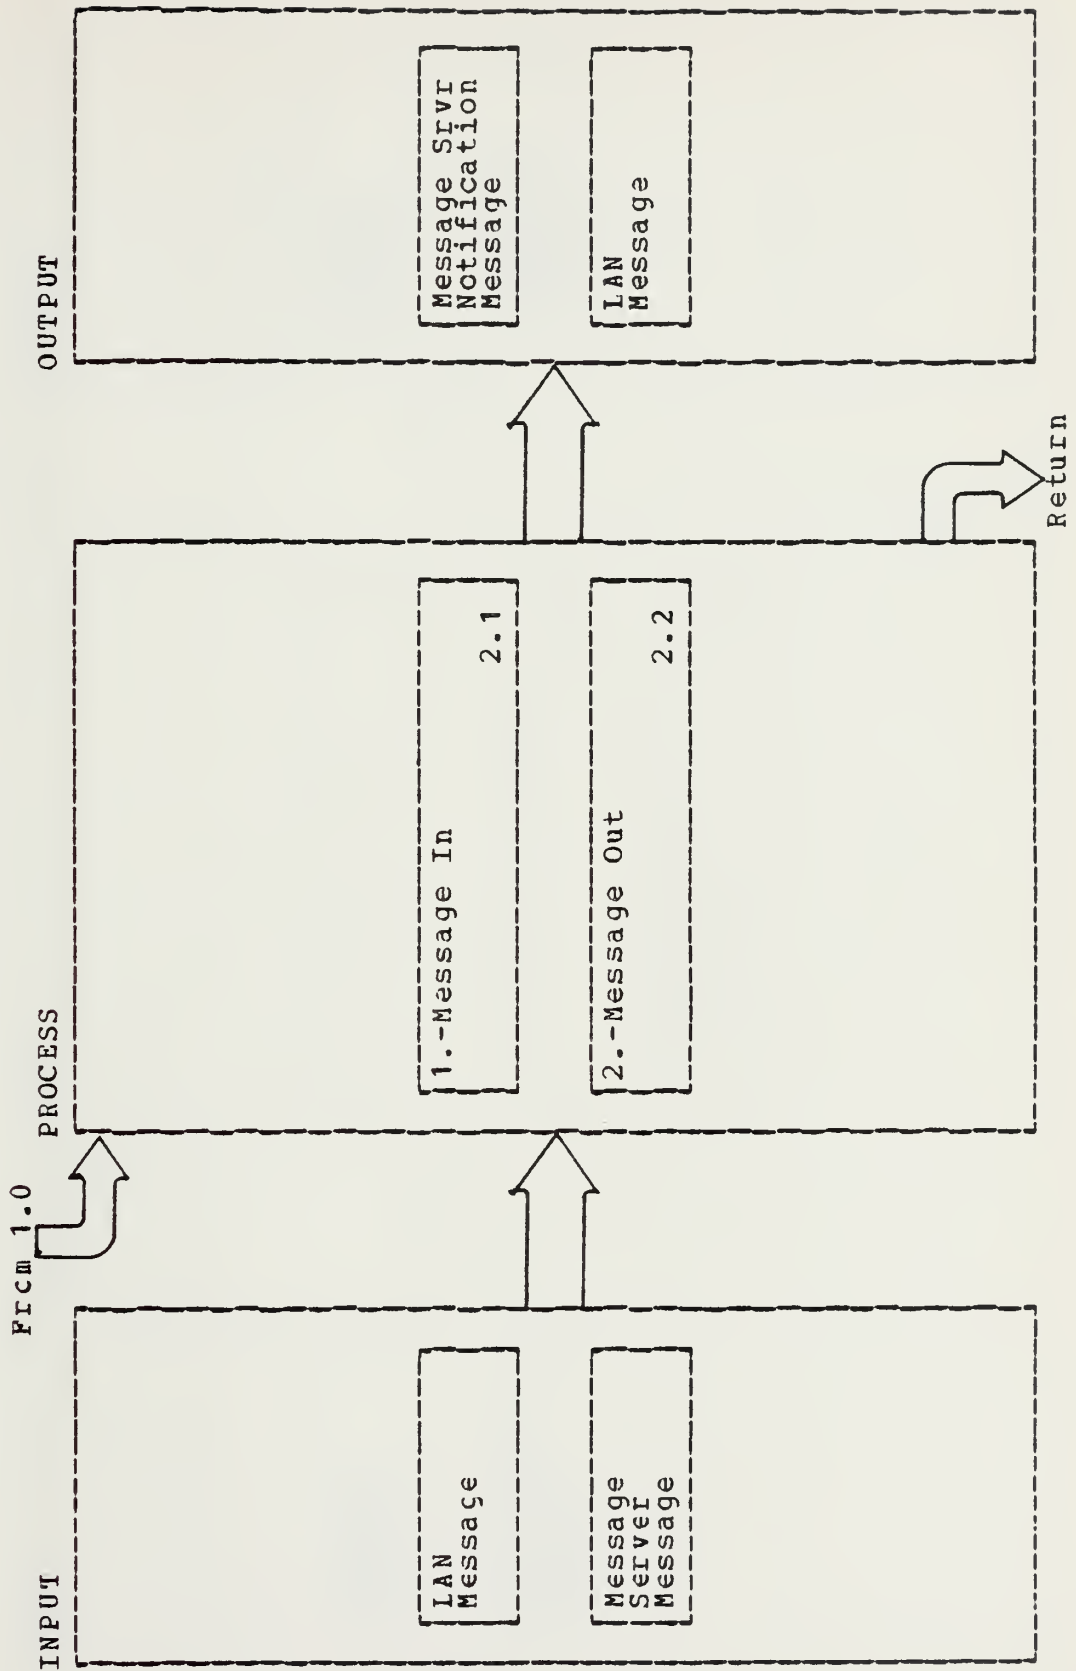 Frcm 1.0
INPUT
PROCESS
OUTPUT
LAN
Message
Message
Server
Message
1.-Message In
2.1
2.-Message Out
2.2
Message Srvr
Notification
Message
LAN
Message
Return